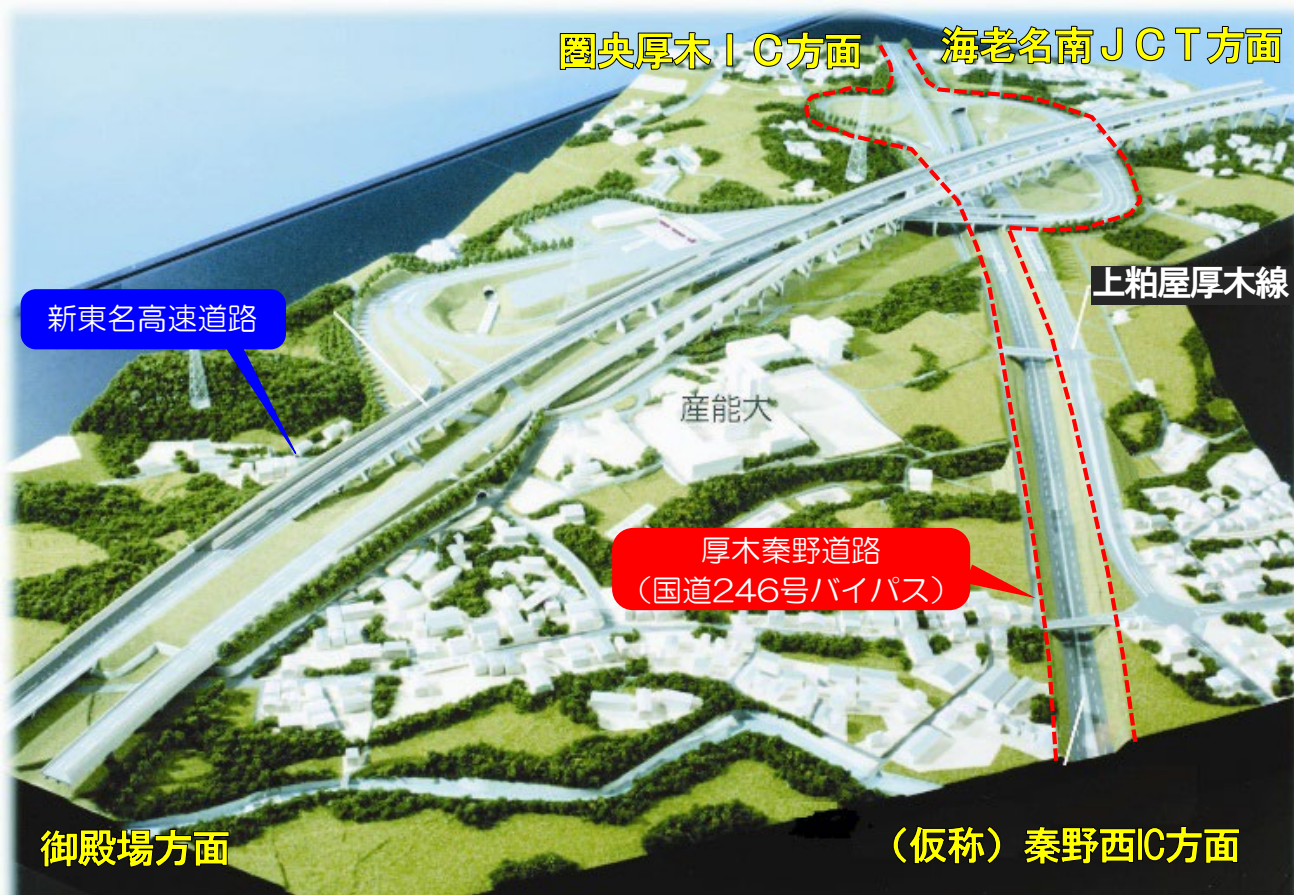 圏央厚木IC方面
海老名南JCT方面
上粕屋厚木線
新東名高速道路
産能大
厚木秦野道路
(国道246号バイパス)
御殿場方面
(仮称)秦野西IC方面